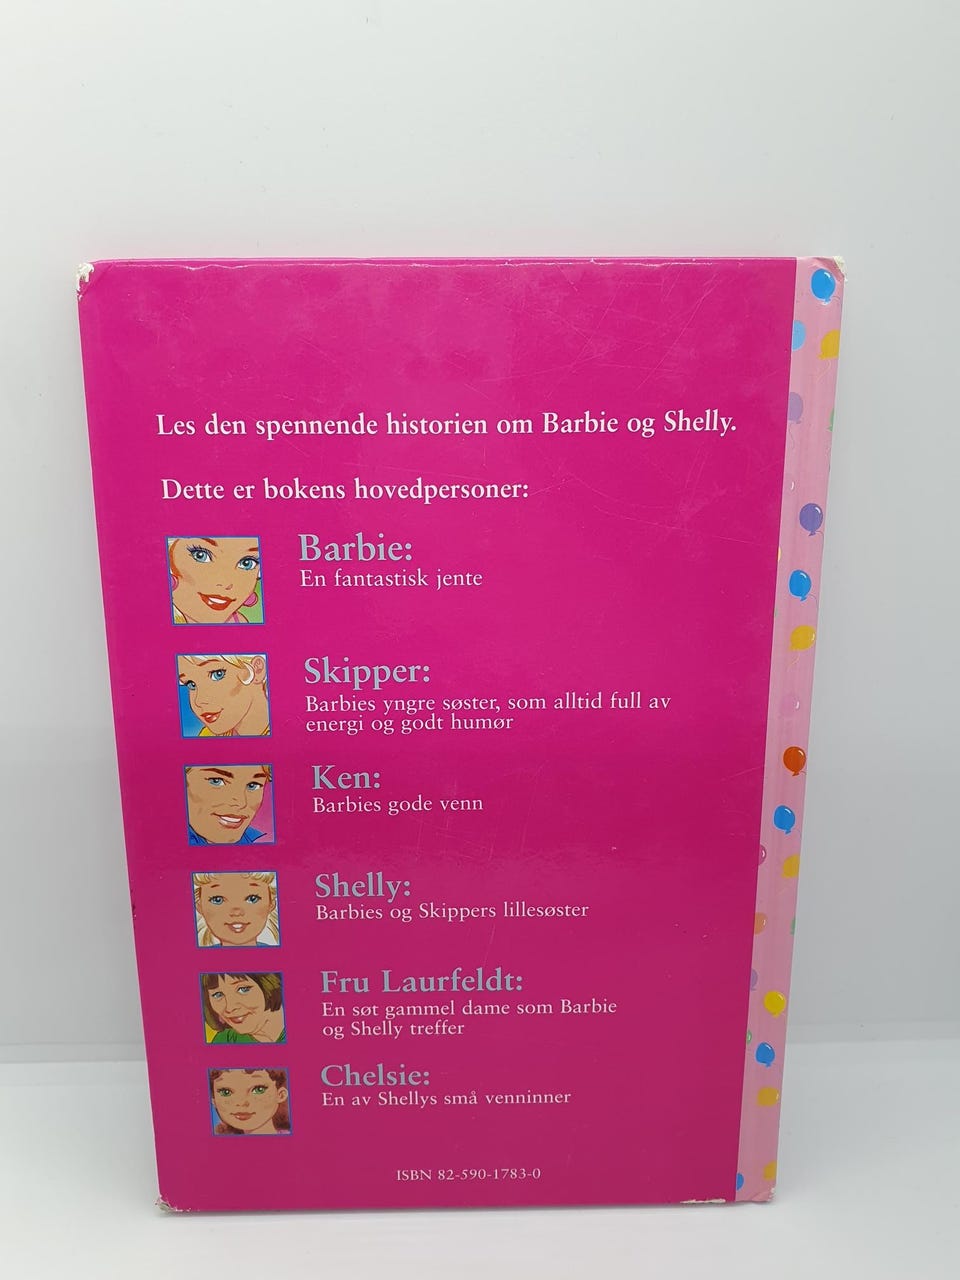 Les den spennende historien om Barbie og Shelly.
Dette er bokens hovedpersoner:
Barbie:
En fantastisk jente
Skipper:
Barbies yngre søster, som alltid full av
energi og godt humør
Ken:
Barbies gode venn
Shelly:
Barbies og Skippers lillesøster
Fru Laurfeldt:
En søt gammel dame som Barbie
og Shelly treffer
Chelsie:
En av Shellys små venninner
ISBN 82-590-1783-0